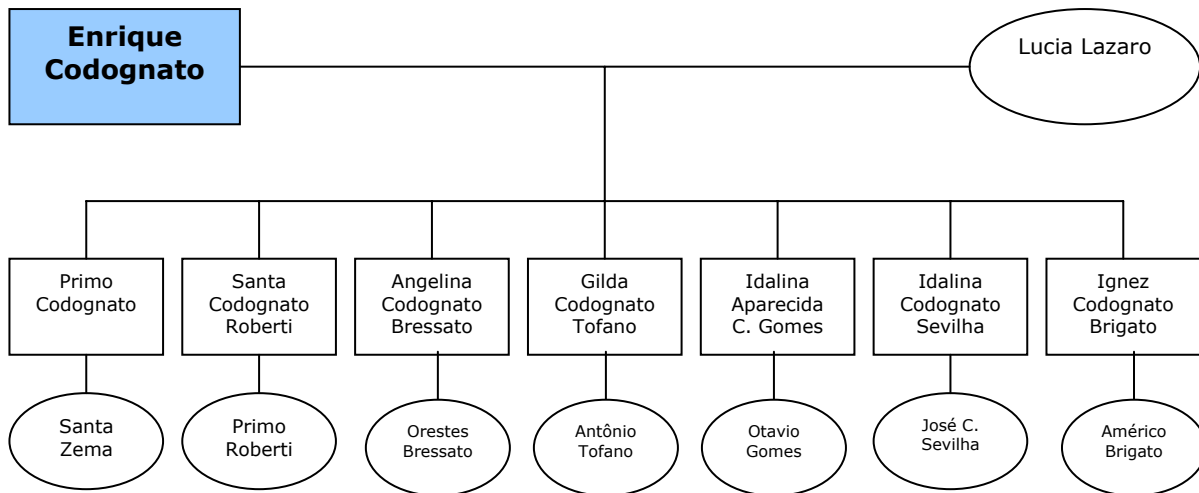 Enrique
Codognato
Lucia Lazaro
Primo
Codognato
Santa
Codognato
Roberti
Angelina
Codognato
Bressato
Gilda
Codognato
Tofano
Idalina
Aparecida
C. Gomes
Idalina
Codognato
Sevilha
Ignez
Codognato
Brigato
Santa
Zema
Primo
Roberti
Orestes
Bressato
Antônio
Tofano
Otavio
Gomes
José C.
Sevilha
Américo
Brigato